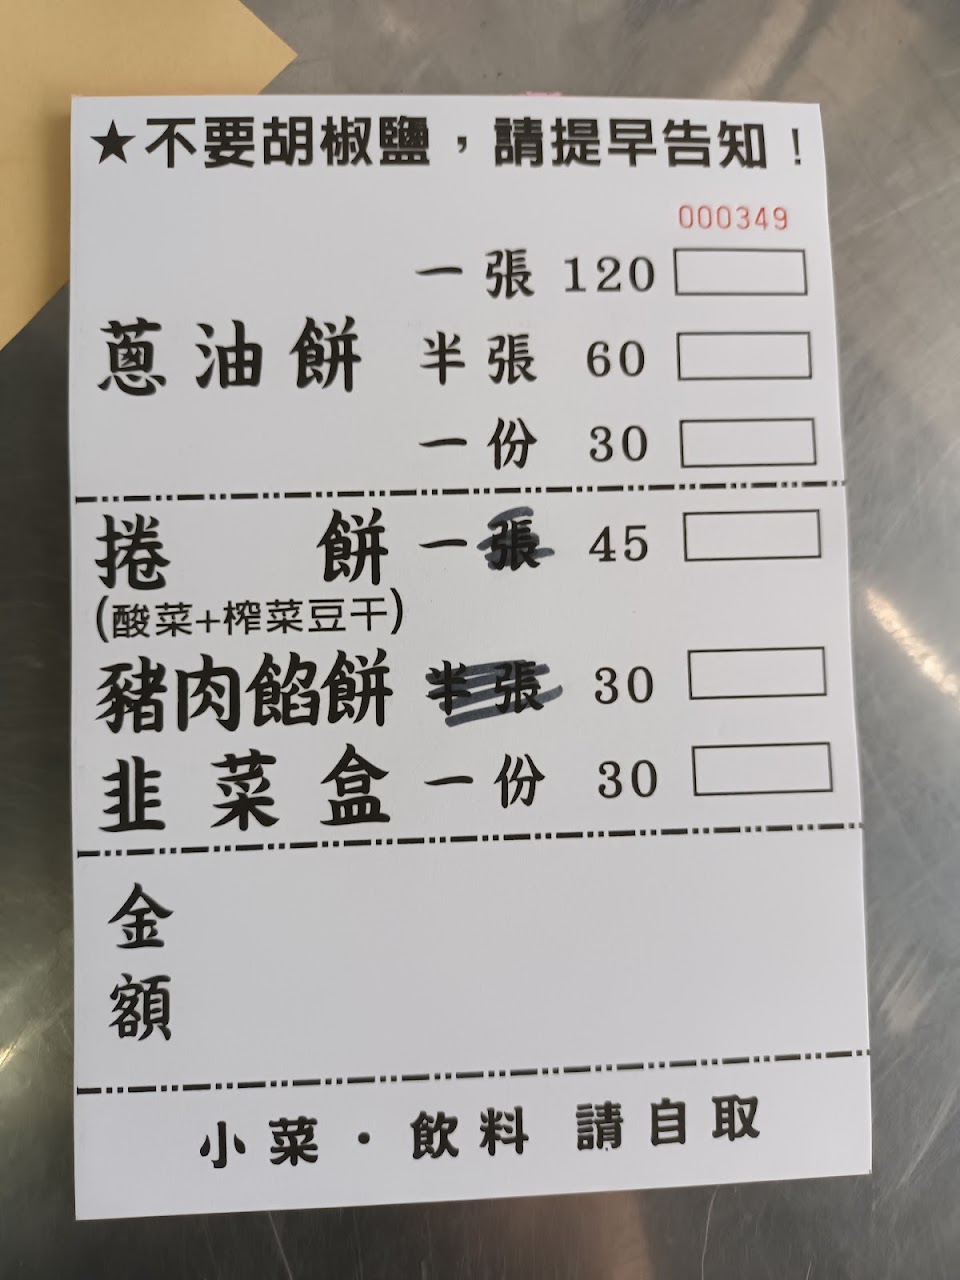 ★不要胡椒鹽，請提早告知！
000349
一張 120
蔥油餅 半張 60
一份 30
捲餅 一張 45
(酸菜+榨菜豆干)
豬肉餡餅 半張 30
韭菜盒 一份 30
金
額
小菜・飲料 請自取